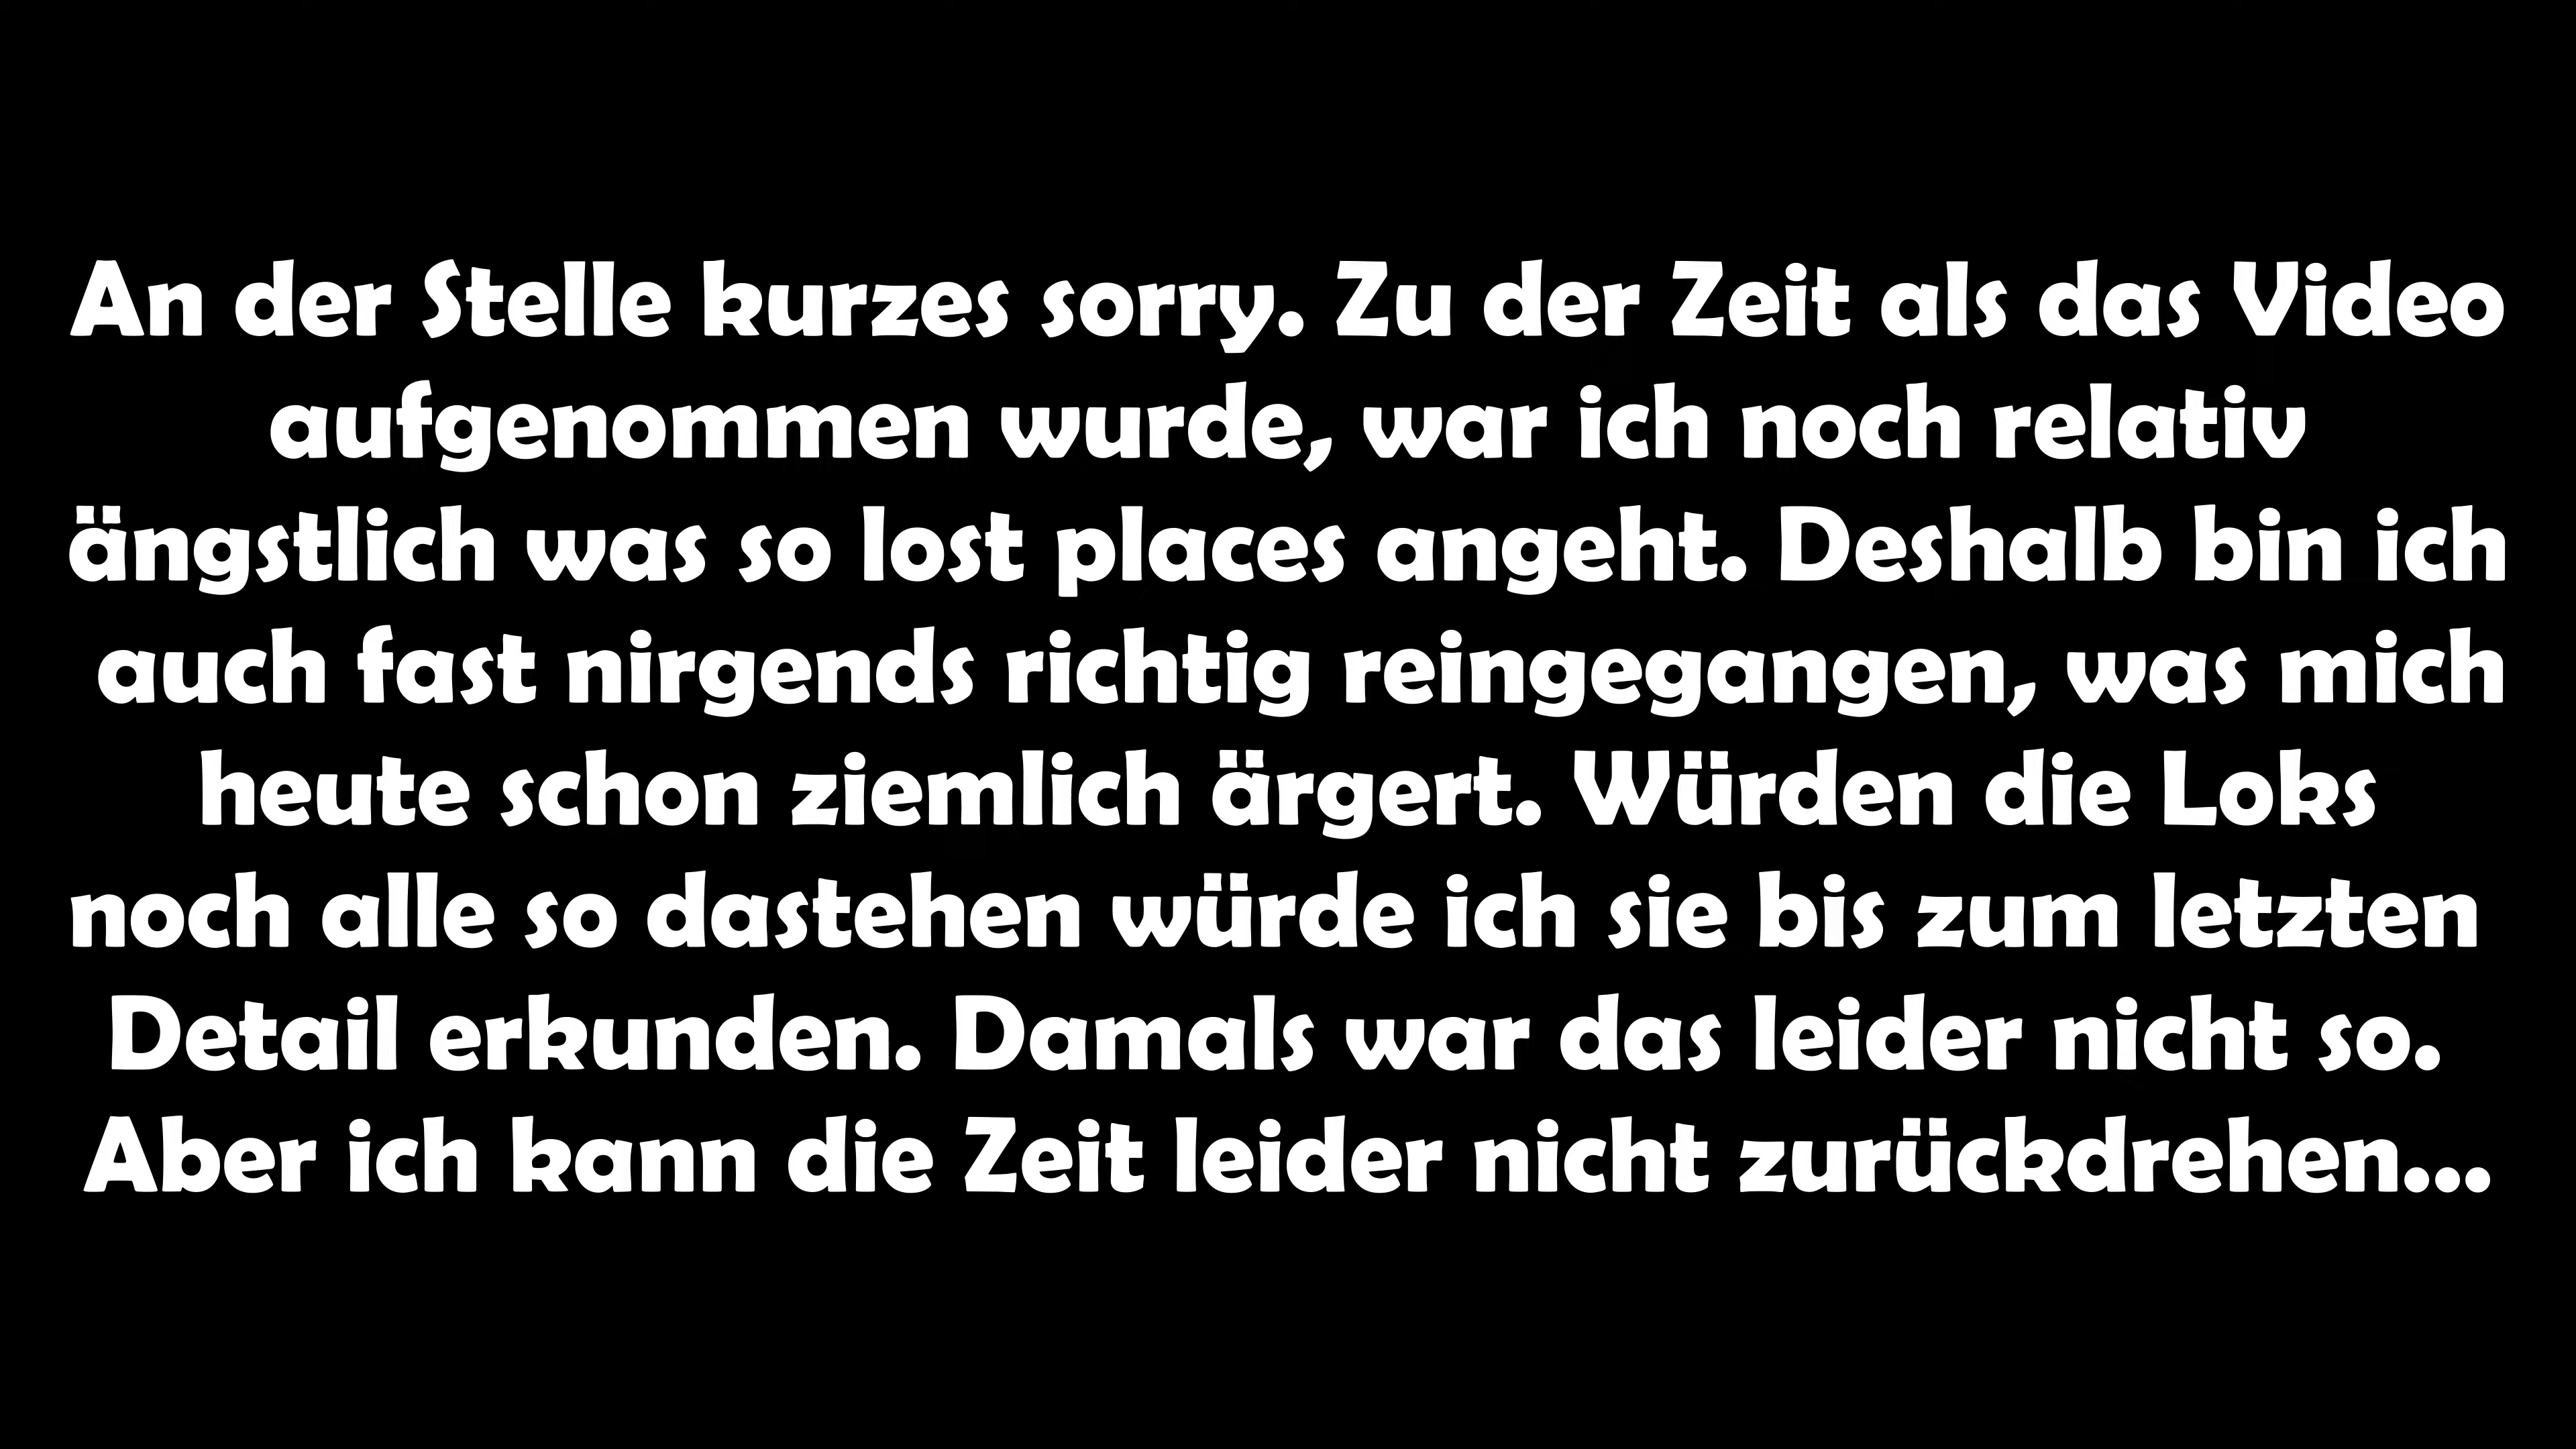 An der Stelle kurzes sorry. Zu der Zeit als das Video
aufgenommen wurde, war ich noch relativ
ängstlich was so lost places angeht. Deshalb bin ich
auch fast nirgends richtig reingegangen, was mich
heute schon ziemlich ärgert. Würden die Loks
noch alle so dastehen würde ich sie bis zum letzten
Detail erkunden. Damals war das leider nicht so.
Aber ich kann die Zeit leider nicht zurückdrehen...